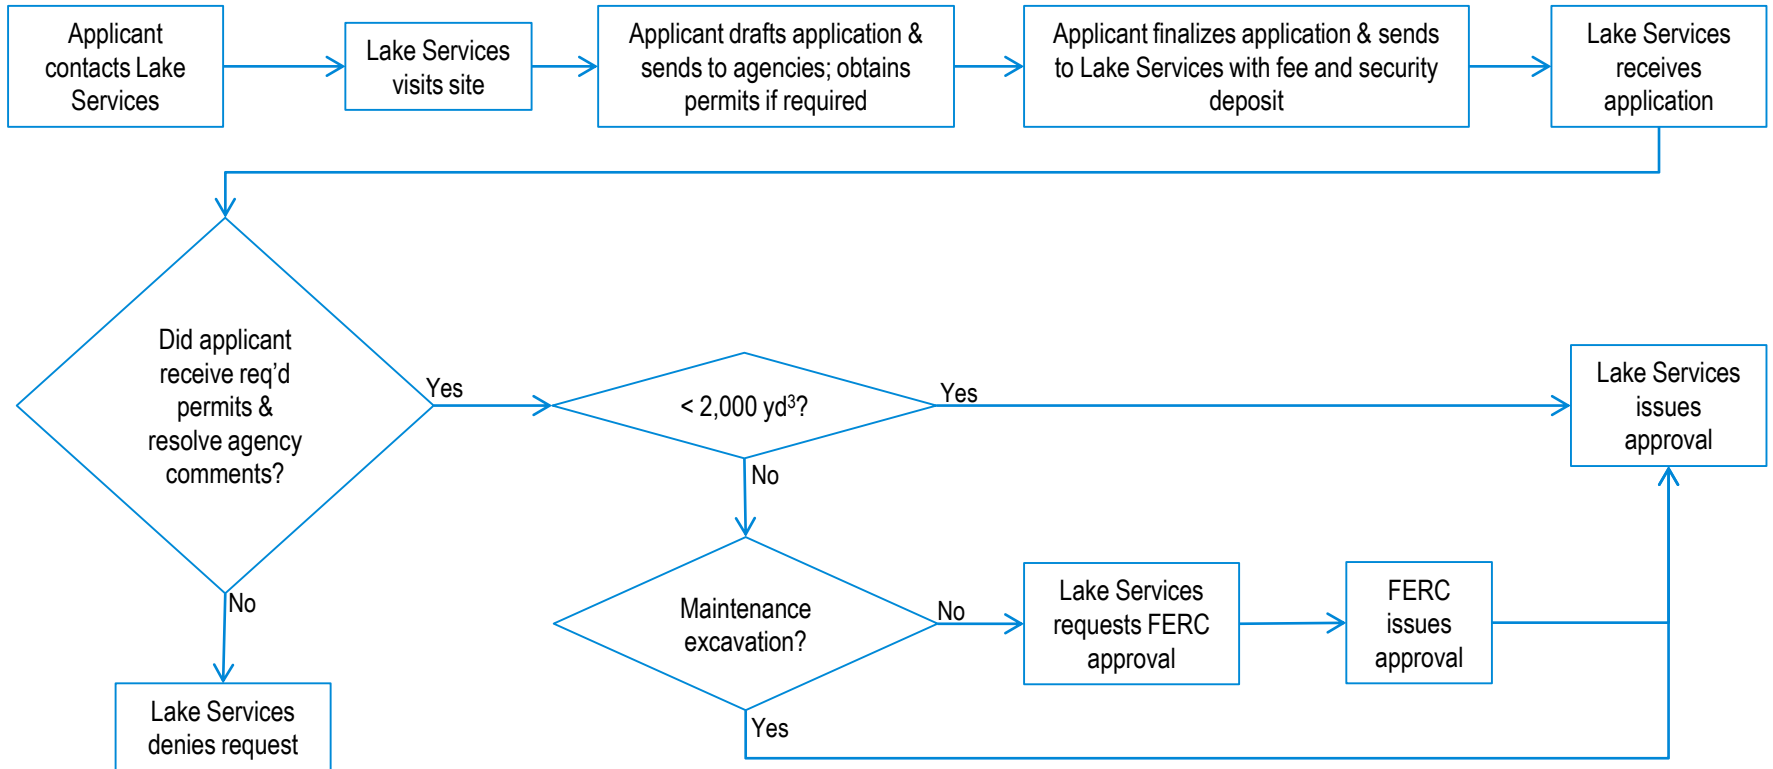 Applicant
contacts Lake
Services
Lake Services
visits site
Applicant drafts application &
sends to agencies; obtains
permits if required
Applicant finalizes application & sends
to Lake Services with fee and security
deposit
Lake Services
receives
application
Did applicant
receive req’d
permits &
resolve agency
comments?
Yes
< 2,000 yd³?
Yes
Lake Services
issues
approval
No
No
Maintenance
excavation?
No
Lake Services
requests FERC
approval
FERC
issues
approval
Yes
Lake Services
denies request